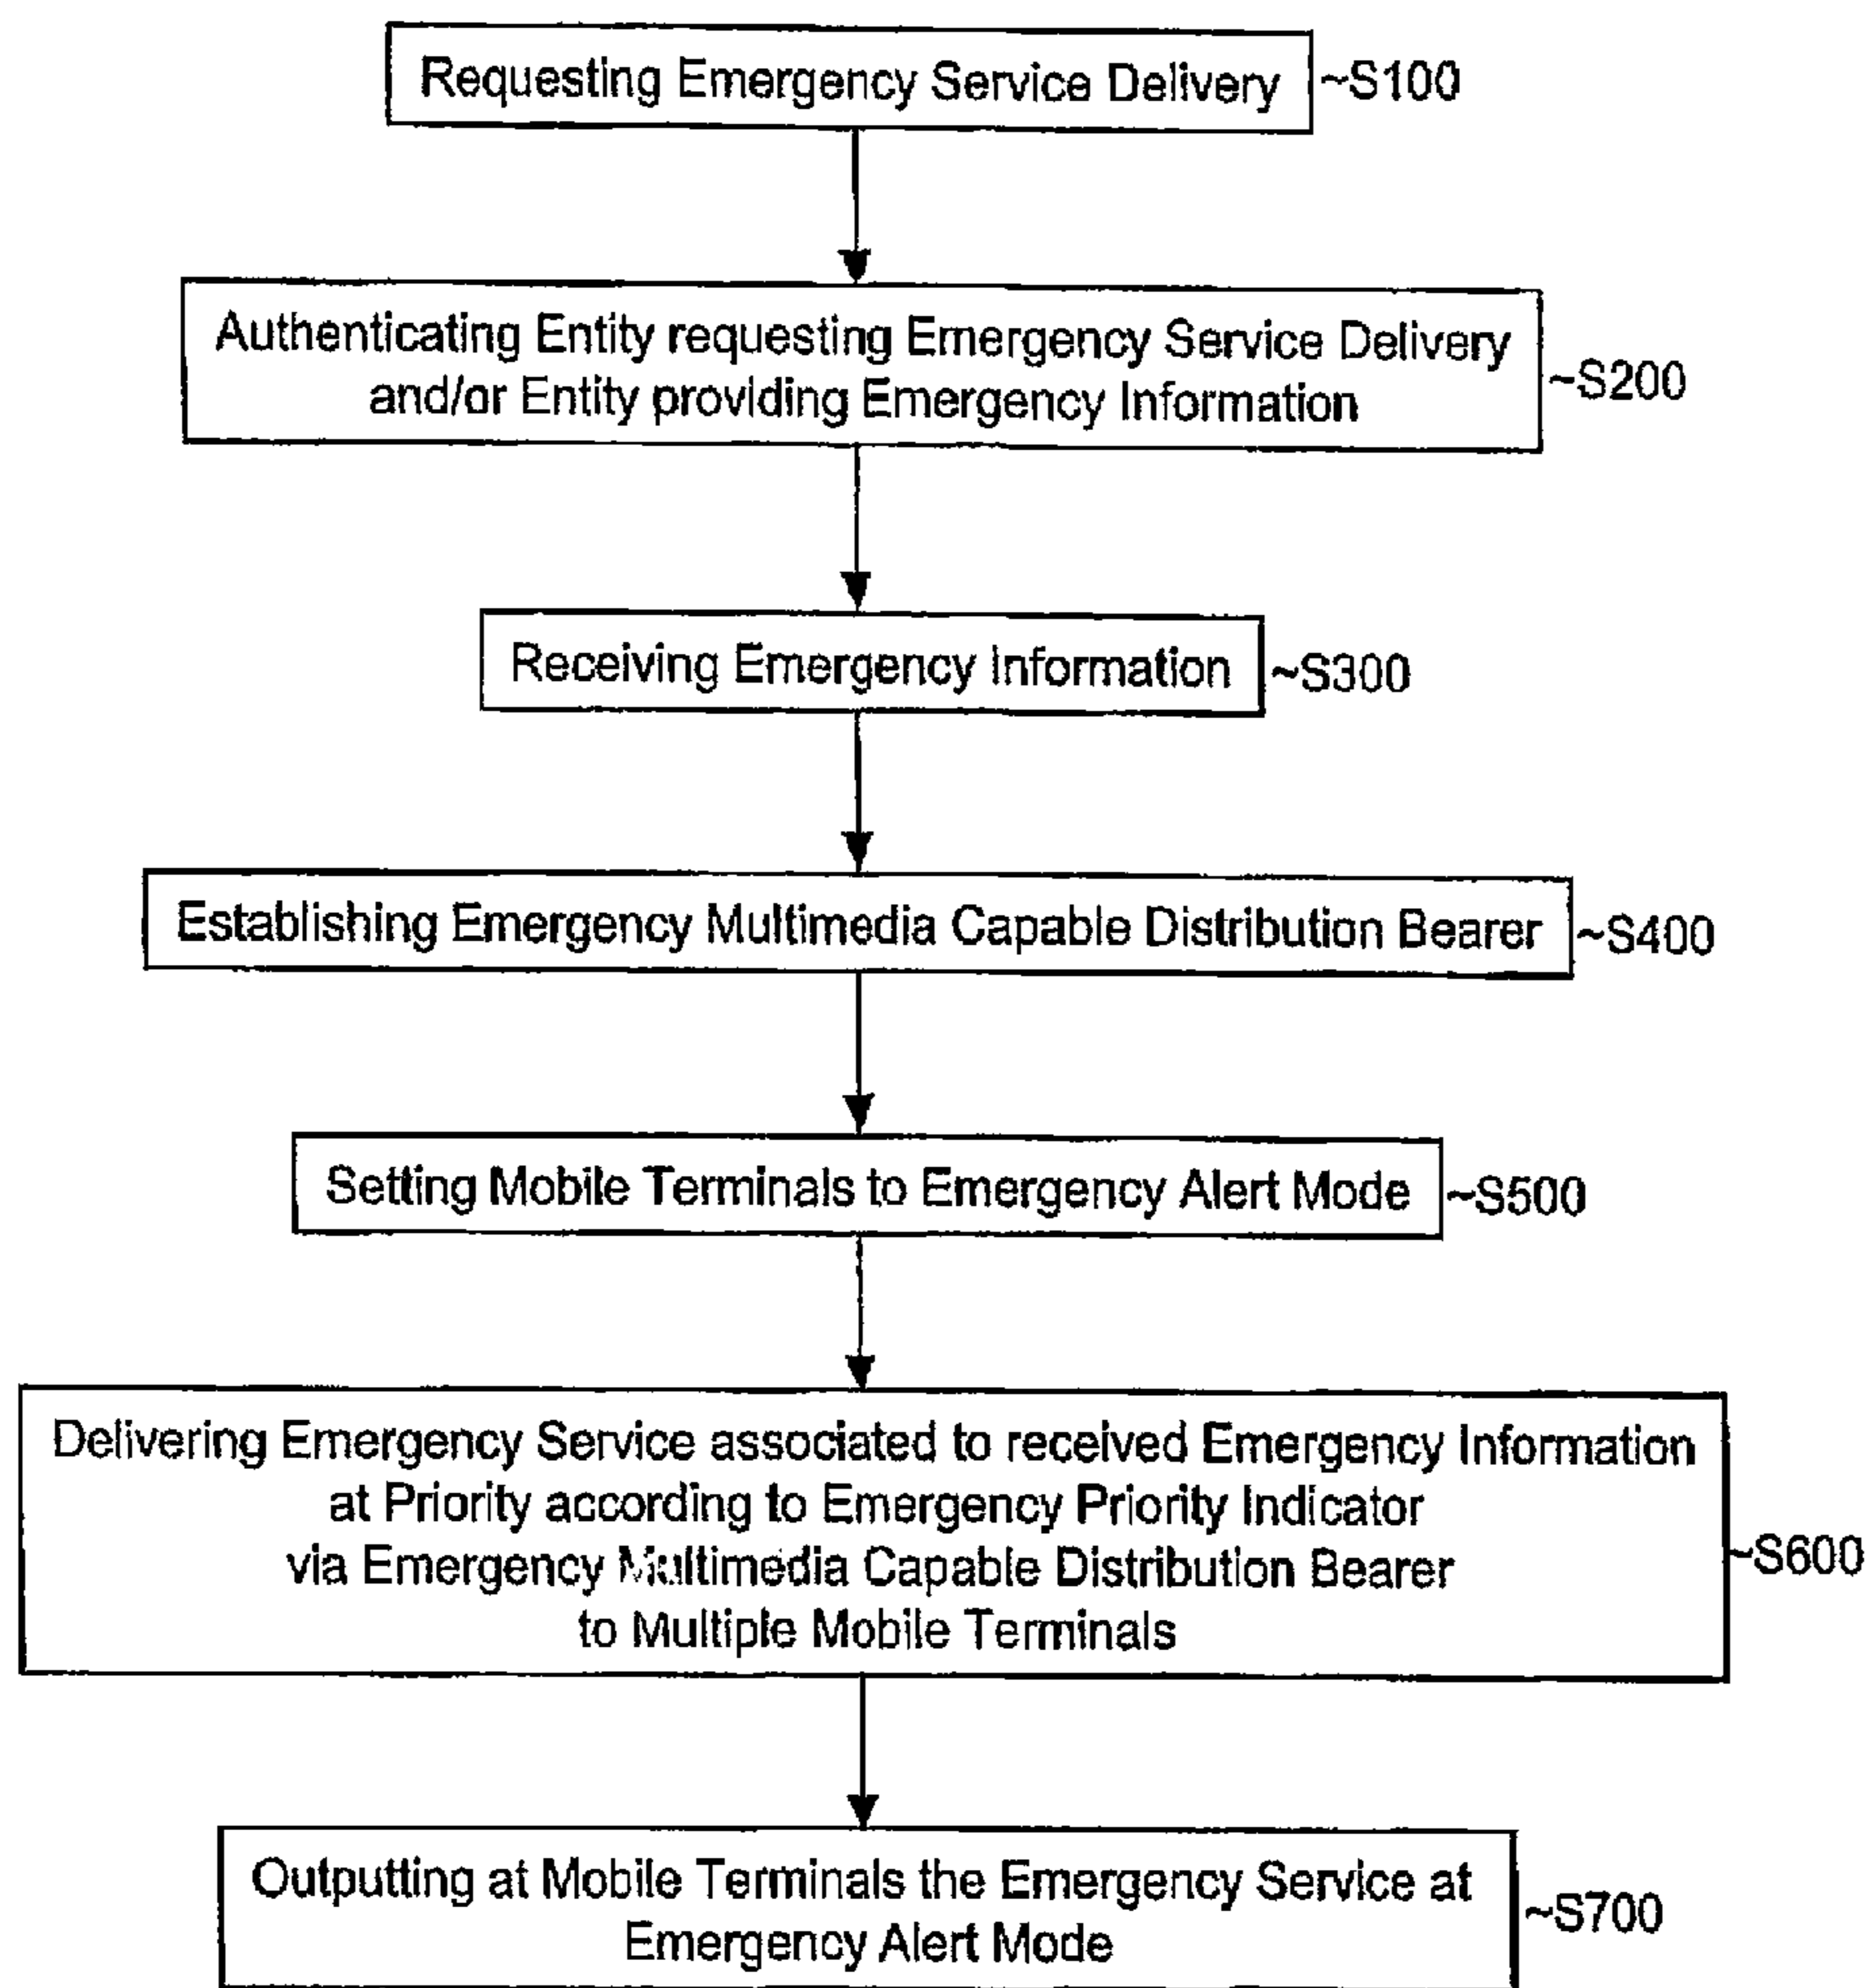 Requesting Emergency Service Delivery ~S100
Authenticating Entity requesting Emergency Service Delivery
and/or Entity providing Emergency Information
~S200
Receiving Emergency Information ~S300
Establishing Emergency Multimedia Capable Distribution Bearer ~S400
Setting Mobile Terminals to Emergency Alert Mode ~S500
Delivering Emergency Service associated to received Emergency Information
at Priority according to Emergency Priority Indicator
via Emergency Multimedia Capable Distribution Bearer
to Multiple Mobile Terminals
~S600
Outputting at Mobile Terminals the Emergency Service at
Emergency Alert Mode
~S700